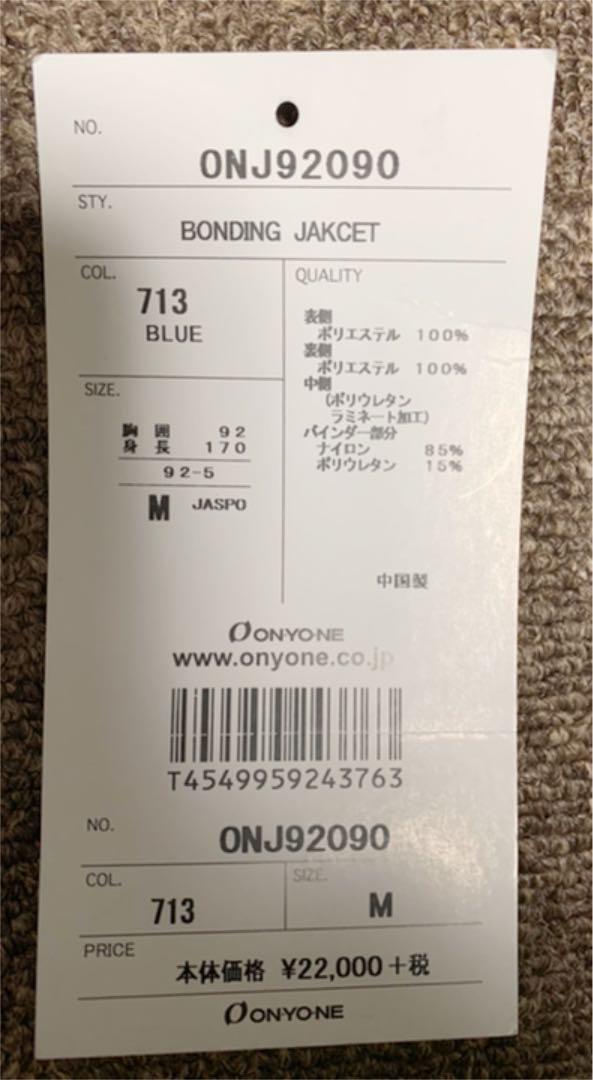 NO.
ONJ92090
STY.
BONDING JAKCET
COL.
713
BLUE
SIZE.
胸囲 92
身長 170
92-5
M JASPO
QUALITY
表側
ポリエステル 100%
裏側
ポリエステル 100%
中側
(ポリウレタン
ラミネート加工)
バインダー部分
ナイロン 85%
ポリウレタン 15%
中国製
ONYONE
www.onyone.co.jp
T4549959243763
NO.
ONJ92090
COL.
713
SIZE.
M
PRICE
本体価格 ¥22,000+税
ONYONE